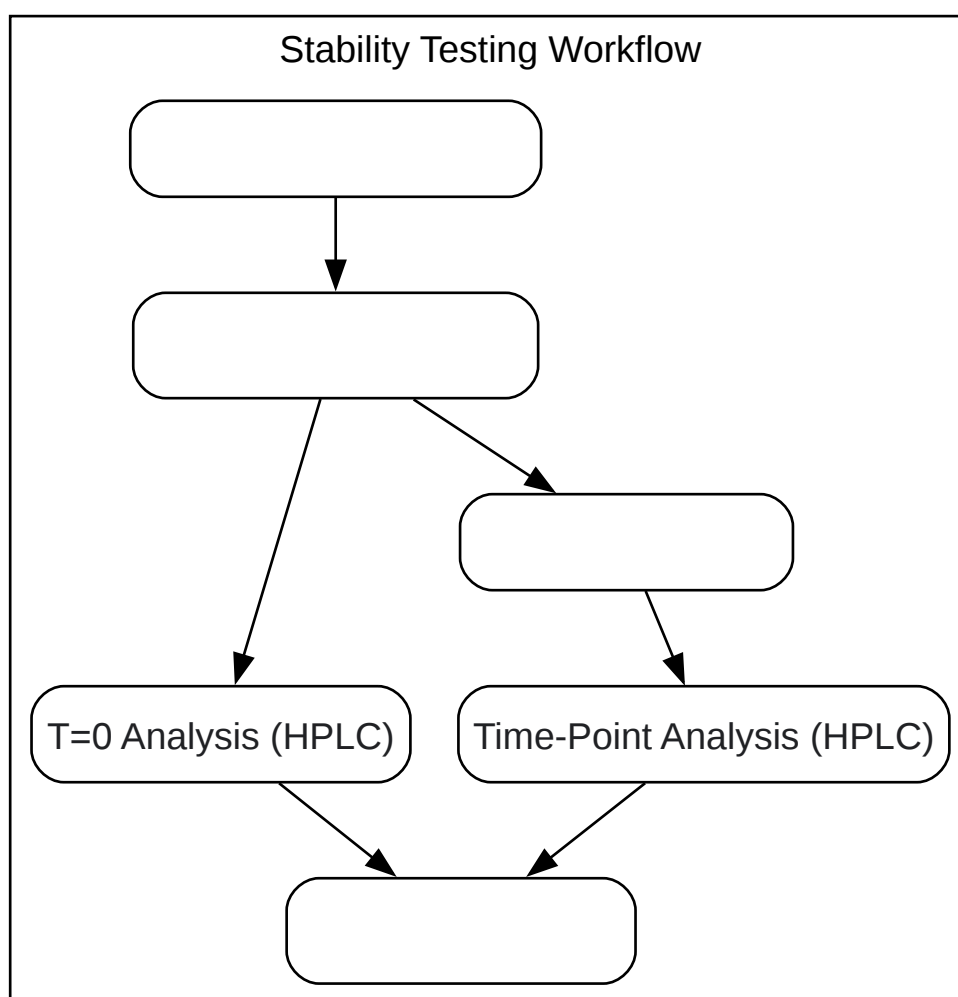 Stability Testing Workflow
T=0 Analysis (HPLC)
Time-Point Analysis (HPLC)